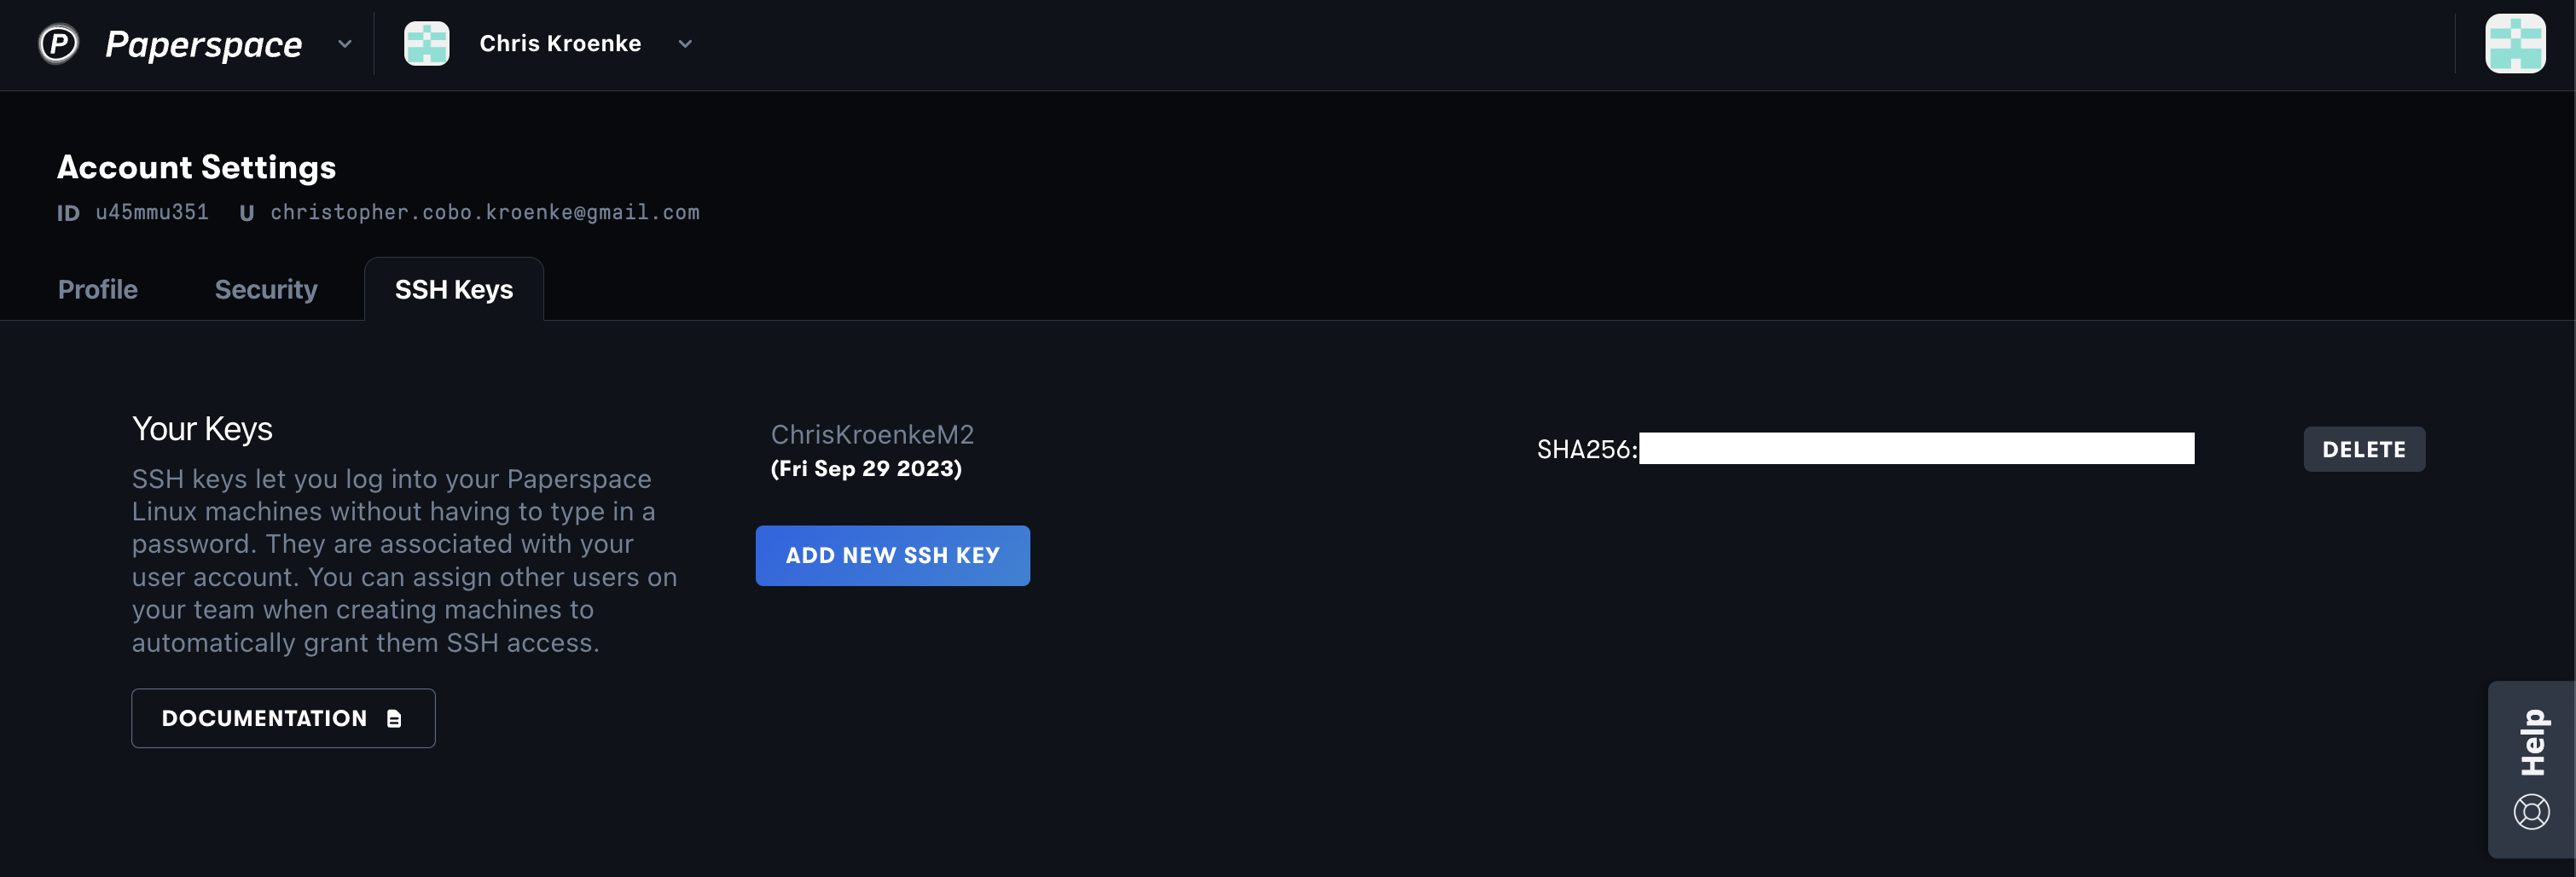 Paperspace
Chris Kroenke
Account Settings
ID u45mmu351 U christopher.cobo.kroenke@gmail.com
Profile Security SSH Keys
Your Keys
SSH keys let you log into your Paperspace
Linux machines without having to type in a
password. They are associated with your
user account. You can assign other users on
your team when creating machines to
automatically grant them SSH access.
DOCUMENTATION
ChrisKroenkeM2
(Fri Sep 29 2023)
SHA256:
DELETE
ADD NEW SSH KEY
Help